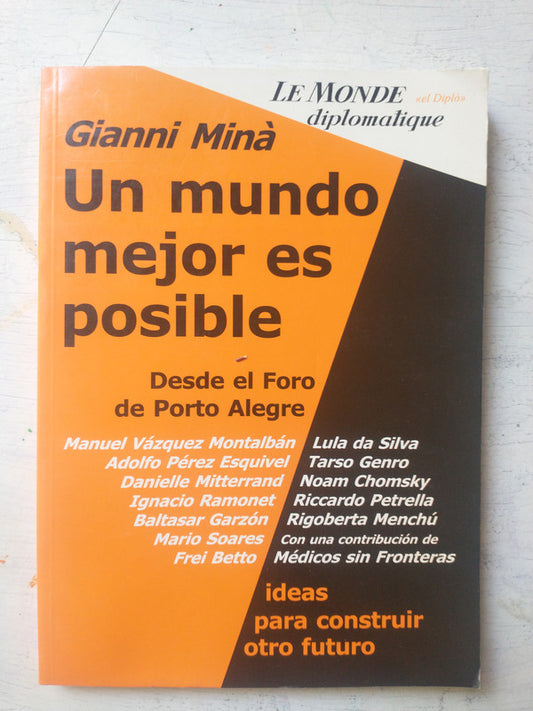 LE MONDE «el Dipló»
diplomatique
Gianni Minà
Un mundo
mejor es
posible
Desde el Foro
de Porto Alegre
Manuel Vázquez Montalbán Lula da Silva
Adolfo Pérez Esquivel Tarso Genro
Danielle Mitterrand Noam Chomsky
Ignacio Ramonet Riccardo Petrella
Baltasar Garzón Rigoberta Menchú
Mario Soares Con una contribución de
Frei Betto Médicos sin Fronteras
ideas
para construir
otro futuro